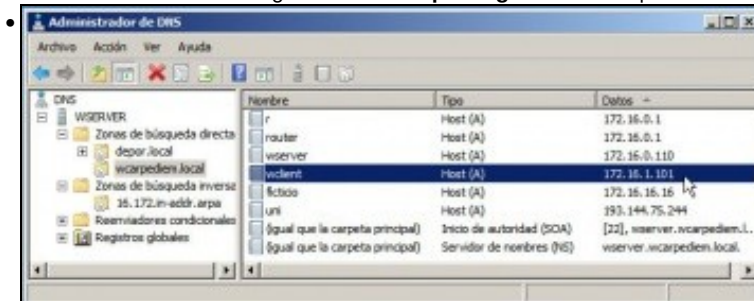 Administrador de DNS
Archivo Acción Ver Ayuda
DNS
WSERVER
Zonas de búsqueda directa
depor.local
wcarpediem.local
Zonas de búsqueda inversa
16.172.in-addr.arpa
Reenviadores condicionales
Registros globales
Nombre Tipo Datos
r Host (A) 172.16.0.1
router Host (A) 172.16.0.1
wserver Host (A) 172.16.0.110
wclient Host (A) 172.16.1.101
ficticio Host (A) 172.16.16.16
uni Host (A) 193.144.75.244
(igual que la carpeta principal) Inicio de autoridad (SOA) [22], wserver.wcarpediem.l...
(igual que la carpeta principal) Servidor de nombres (NS) wserver.wcarpediem.local.